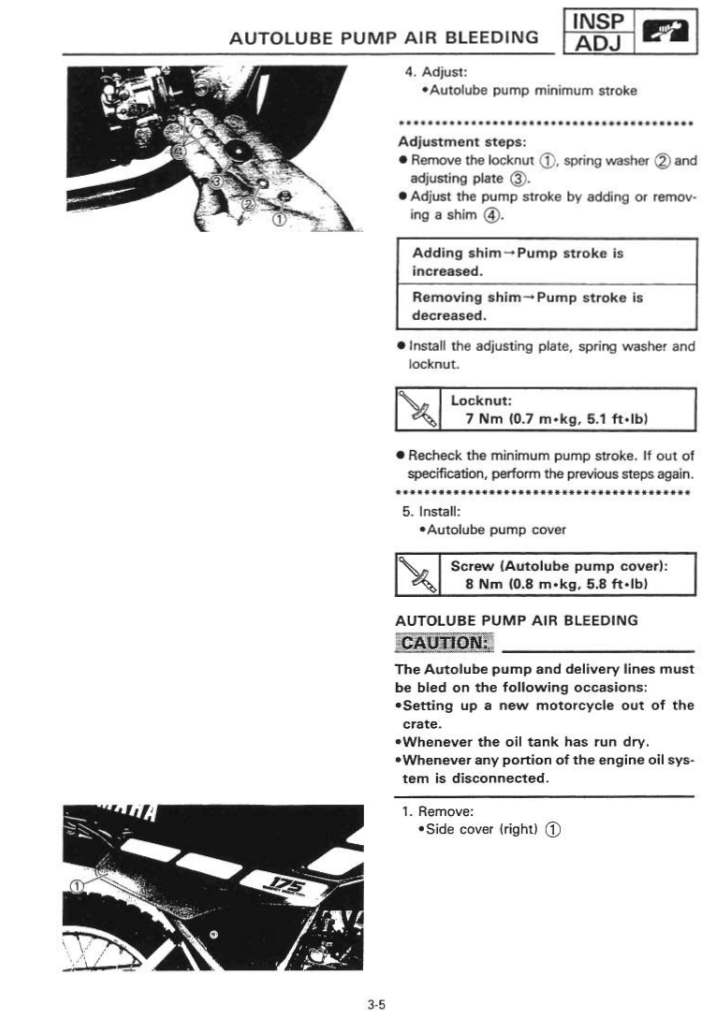 AUTOLUBE PUMP AIR BLEEDING
INSP
ADJ
4. Adjust:
•Autolube pump minimum stroke
Adjustment steps:
● Remove the locknut ①, spring washer ② and
adjusting plate ③.
● Adjust the pump stroke by adding or remov-
ing a shim ④.
Adding shim→Pump stroke is
increased.
Removing shim→Pump stroke is
decreased.
● Install the adjusting plate, spring washer and
locknut.
Locknut:
7 Nm (0.7 m•kg, 5.1 ft•lb)
● Recheck the minimum pump stroke. If out of
specification, perform the previous steps again.
5. Install:
•Autolube pump cover
Screw (Autolube pump cover):
8 Nm (0.8 m•kg, 5.8 ft•lb)
AUTOLUBE PUMP AIR BLEEDING
CAUTION:
The Autolube pump and delivery lines must
be bled on the following occasions:
•Setting up a new motorcycle out of the
crate.
•Whenever the oil tank has run dry.
•Whenever any portion of the engine oil sys-
tem is disconnected.
1. Remove:
•Side cover (right) ①
④
③
②
①
MAHA
175
①
3-5